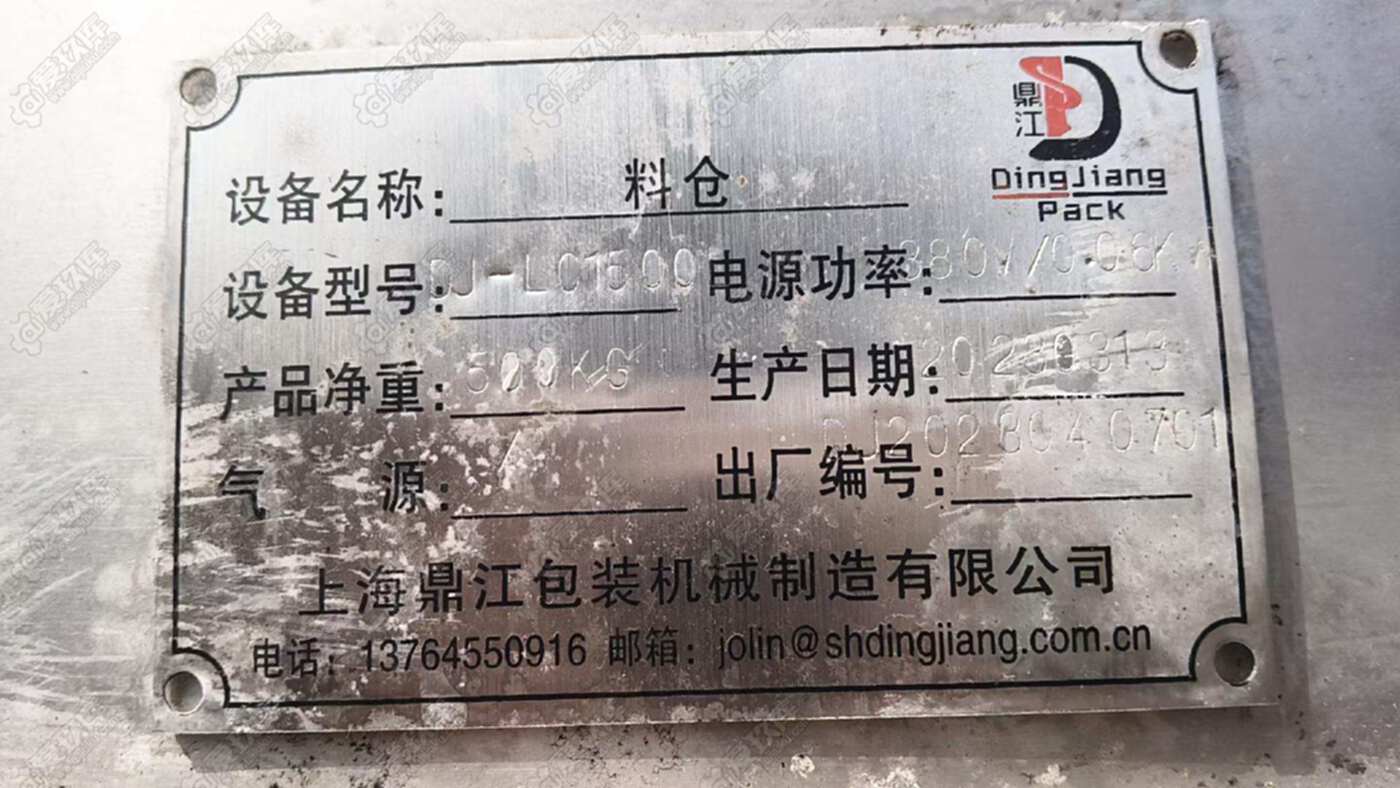 鼎江
DingJiang
Pack
设备名称: 料仓
设备型号: DJ-LC1500 电源功率: 380V/0.06KW
产品净重: 500KG 生产日期: 20230313
气 源: / 出厂编号:
上海鼎江包装机械制造有限公司
电话: 13764550916 邮箱: jolin@shdingjiang.com.cn